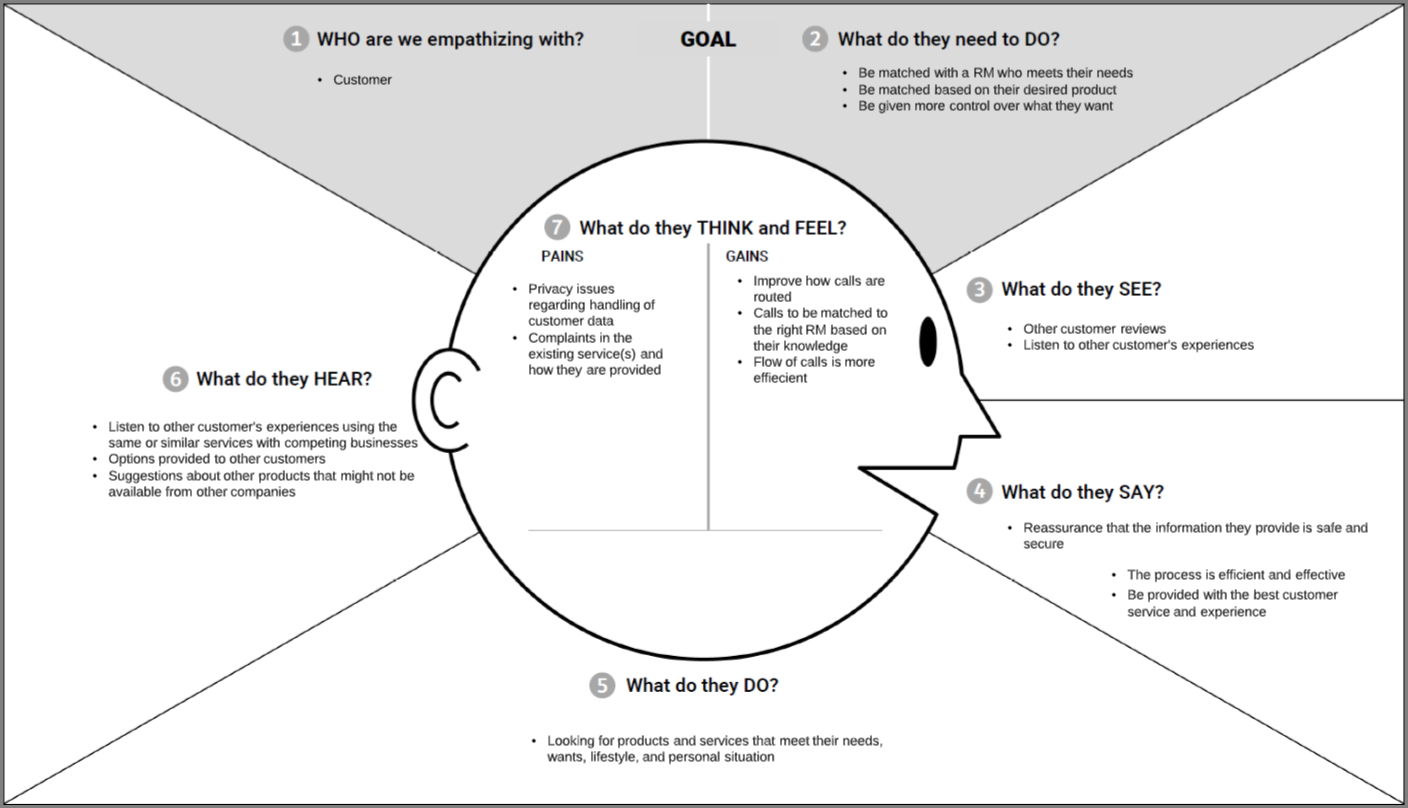 1 WHO are we empathizing with?
• Customer
GOAL
2 What do they need to DO?
• Be matched with a RM who meets their needs
• Be matched based on their desired product
• Be given more control over what they want
7 What do they THINK and FEEL?
PAINS
• Privacy issues
regarding handling of
customer data
• Complaints in the
existing service(s) and
how they are provided
GAINS
• Improve how calls are
routed
• Calls to be matched to
the right RM based on
their knowledge
• Flow of calls is more
effiecient
3 What do they SEE?
• Other customer reviews
• Listen to other customer's experiences
4 What do they SAY?
• Reassurance that the information they provide is safe and
secure
• The process is efficient and effective
• Be provided with the best customer
service and experience
5 What do they DO?
• Looking for products and services that meet their needs,
wants, lifestyle, and personal situation
6 What do they HEAR?
• Listen to other customer's experiences using the
same or similar services with competing businesses
• Options provided to other customers
• Suggestions about other products that might not be
available from other companies